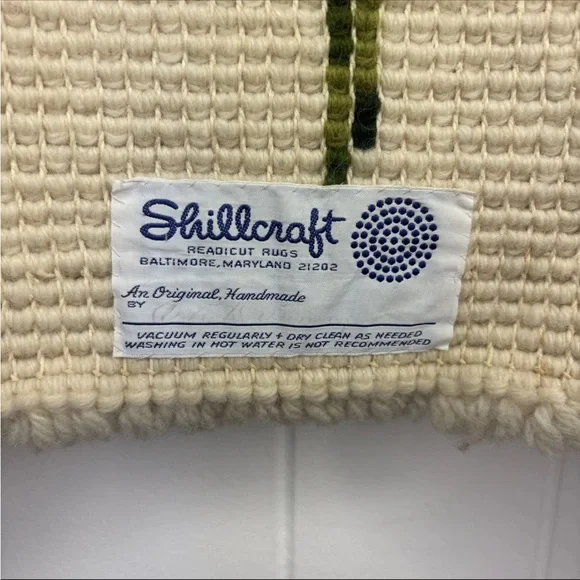 Shillcraft
READICUT RUGS
BALTIMORE, MARYLAND 21202
An Original, Handmade
BY
VACUUM REGULARLY + DRY CLEAN AS NEEDED
WASHING IN HOT WATER IS NOT RECOMMENDED